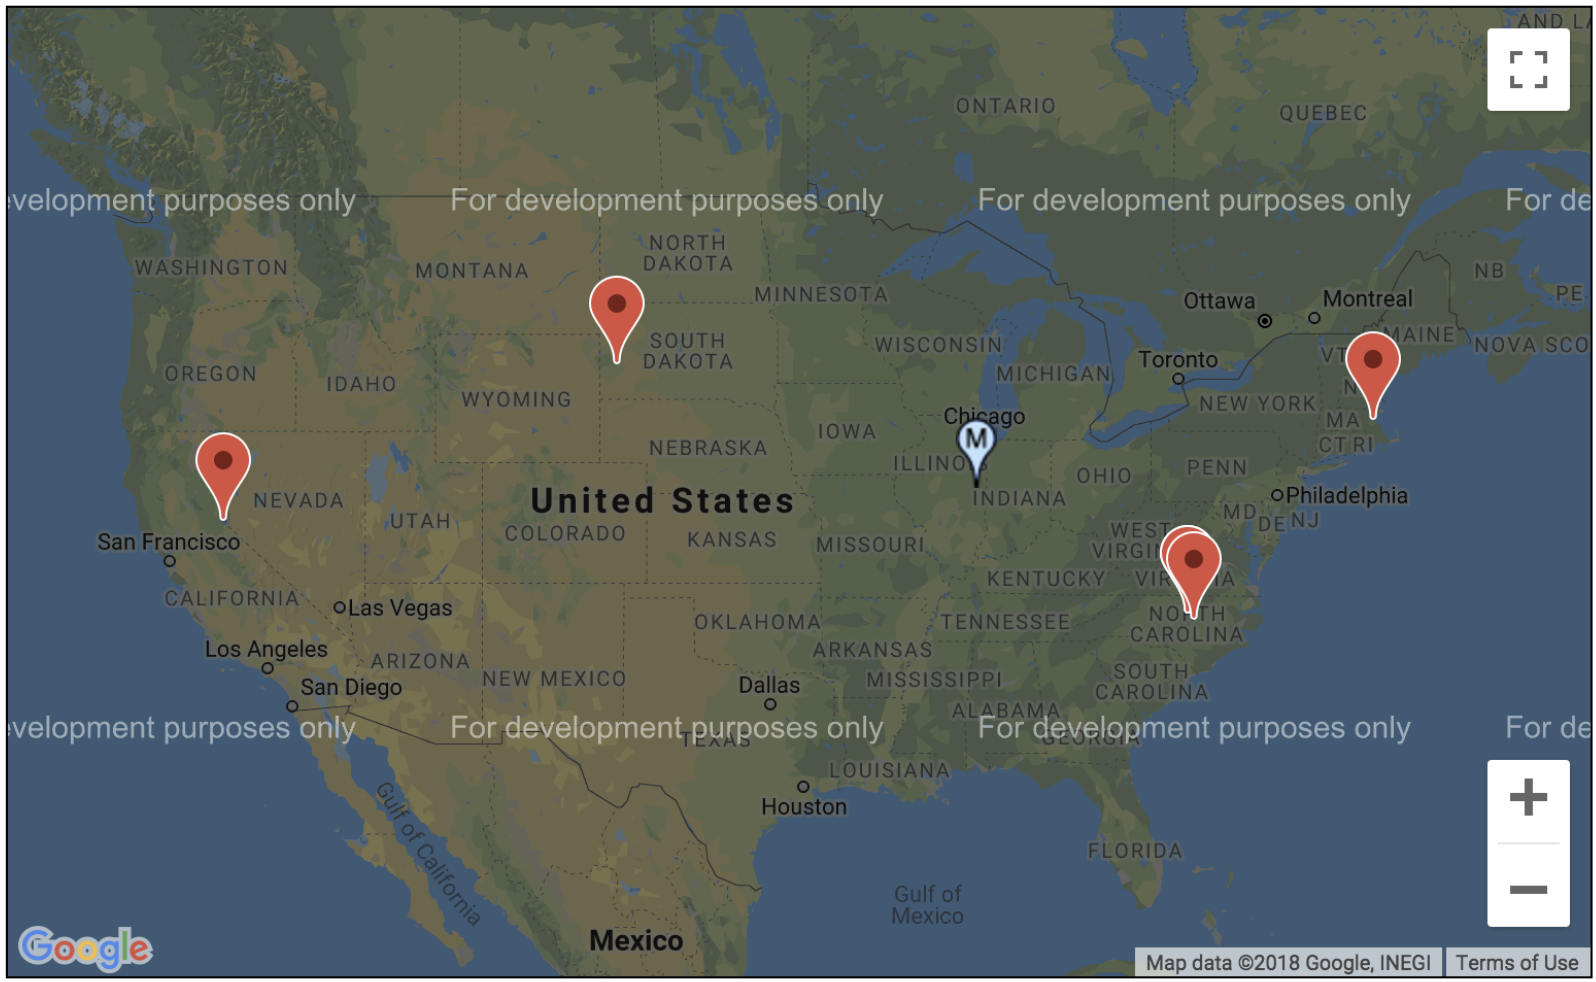 AND LA
ONTARIO
QUEBEC
evelopment purposes only
For development purposes only
For development purposes only
For de
NORTH
DAKOTA
WASHINGTON
MONTANA
NB
MINNESOTA
PE
Ottawa
Montreal
MAINE
SOUTH
DAKOTA
WISCONSIN
NOVA SCO
VT
Toronto
OREGON
IDAHO
MICHIGAN
N
WYOMING
NEW YORK
Chicago
MA
IOWA
M
CT RI
NEBRASKA
ILLINOIS
PENN
OHIO
NEVADA
United States
INDIANA
Philadelphia
MD
UTAH
DE
NJ
COLORADO
KANSAS
WEST
VIRGIN
San Francisco
MISSOURI
KENTUCKY
VIRGINIA
CALIFORNIA
Las Vegas
NORTH
CAROLINA
OKLAHOMA
TENNESSEE
Los Angeles
ARIZONA
ARKANSAS
NEW MEXICO
MISSISSIPPI
SOUTH
CAROLINA
San Diego
Dallas
ALABAMA
evelopment purposes only
For development purposes only
For development purposes only
For de
TEXAS
GEORGIA
LOUISIANA
Houston
Gulf of California
FLORIDA
Gulf of
Mexico
Mexico
Google
Map data ©2018 Google, INEGI
Terms of Use